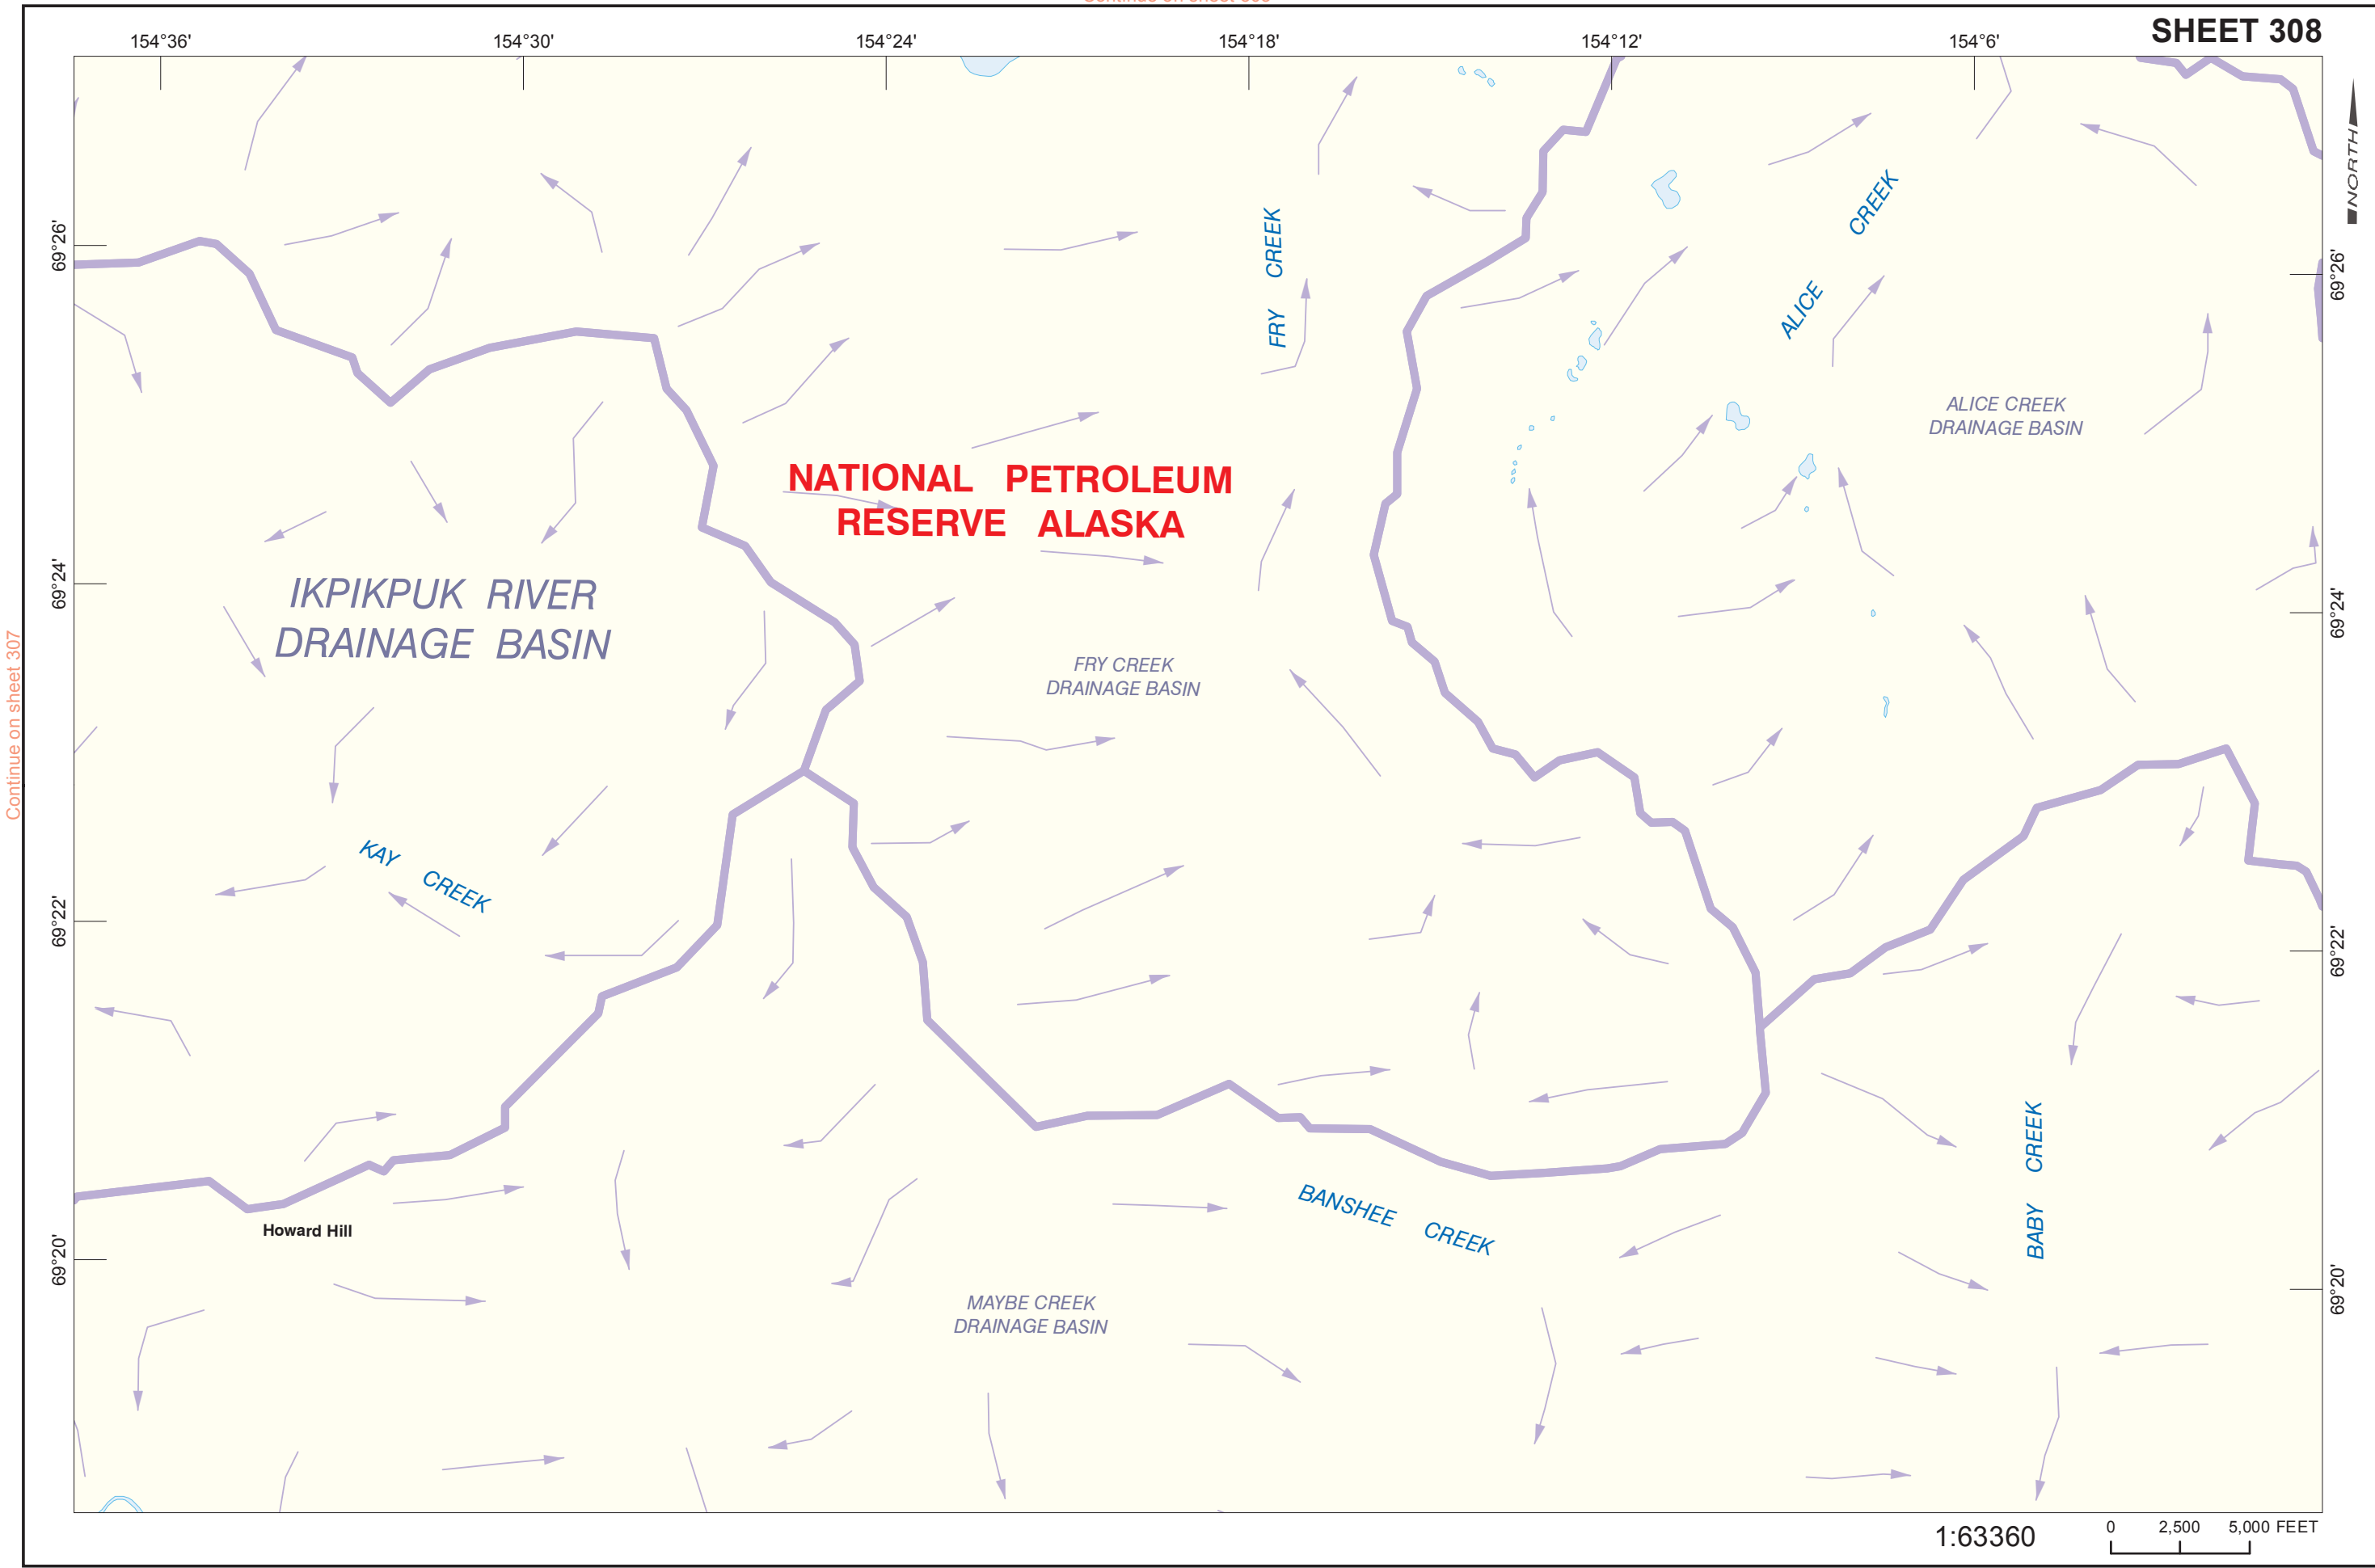 SHEET 308
154°36'
154°30'
154°24'
154°18'
154°12'
154°6'
NORTH
69°26'
69°26'
FRY CREEK
ALICE CREEK
ALICE CREEK
DRAINAGE BASIN
NATIONAL PETROLEUM
RESERVE ALASKA
IKPIKPUK RIVER
DRAINAGE BASIN
69°24'
69°24'
FRY CREEK
DRAINAGE BASIN
Continue on sheet 307
KAY CREEK
69°22'
69°22'
BABY CREEK
BANSHEE CREEK
Howard Hill
69°20'
69°20'
MAYBE CREEK
DRAINAGE BASIN
1:63360
0 2,500 5,000 FEET